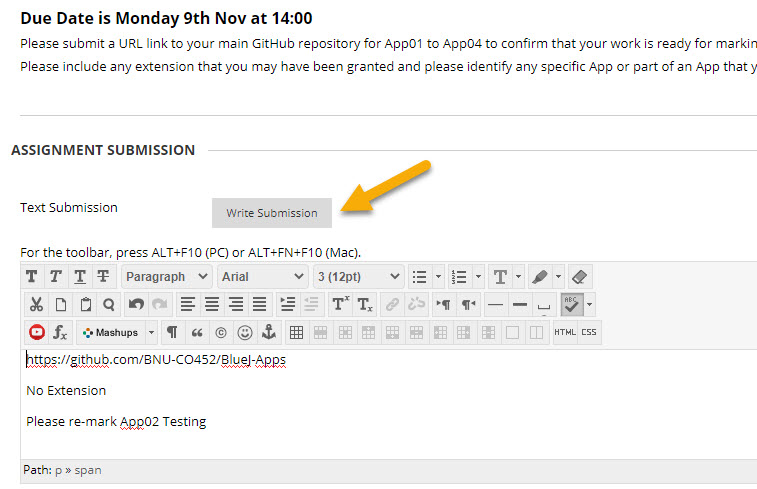 Due Date is Monday 9th Nov at 14:00
Please submit a URL link to your main GitHub repository for App01 to App04 to confirm that your work is ready for markin
Please include any extension that you may have been granted and please identify any specific App or part of an App that y
ASSIGNMENT SUBMISSION
Text Submission
Write Submission
For the toolbar, press ALT+F10 (PC) or ALT+FN+F10 (Mac).
T T T T Paragraph Arial 3 (12pt) T
Tx Tx ABC
fx Mashups HTML CSS
https://github.com/BNU-CO452/BlueJ-Apps
No Extension
Please re-mark App02 Testing
Path: p » span